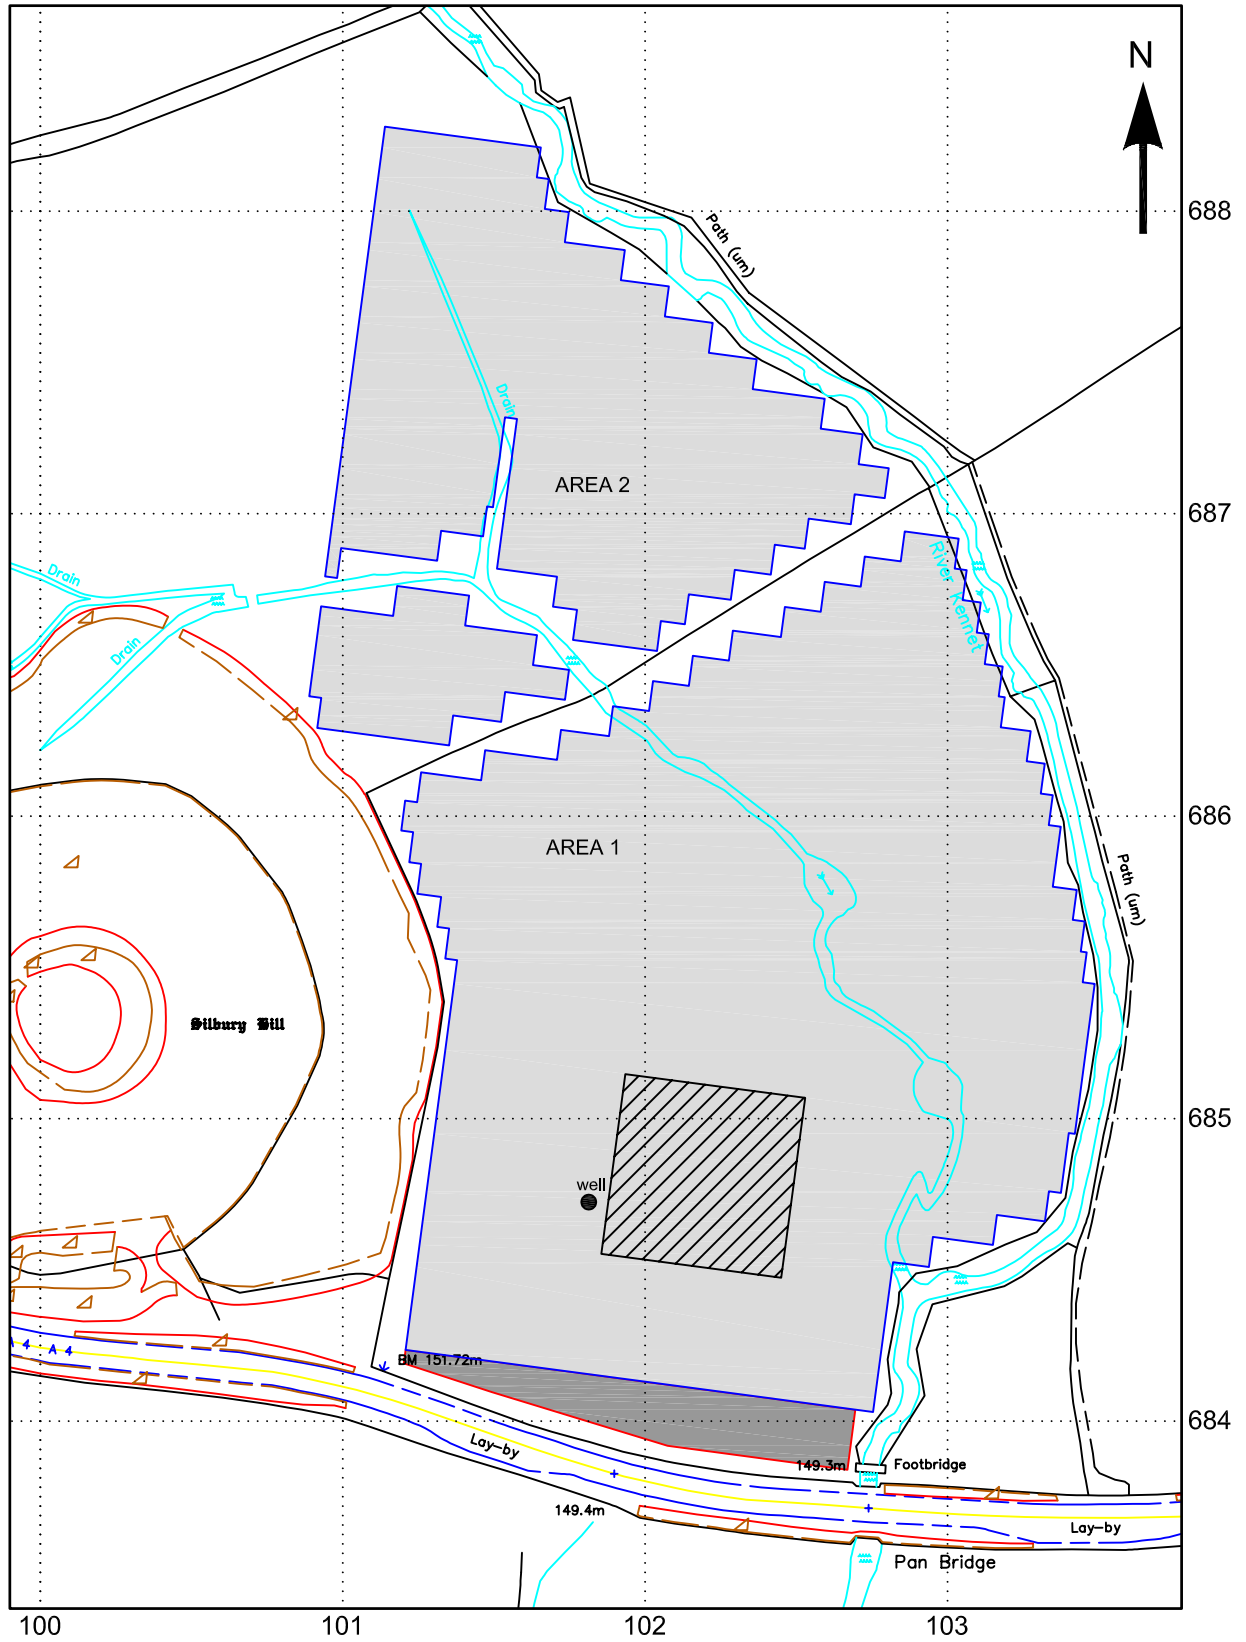 N
Path (um)
688
Drain
AREA 2
687
River Kennet
Drain
Drain
686
AREA 1
Path (um)
Silbury Hill
685
well
A 4 A 4
BM 151.72m
684
Lay-by
149.3m
Footbridge
149.4m
Lay-by
Pan Bridge
100
101
102
103